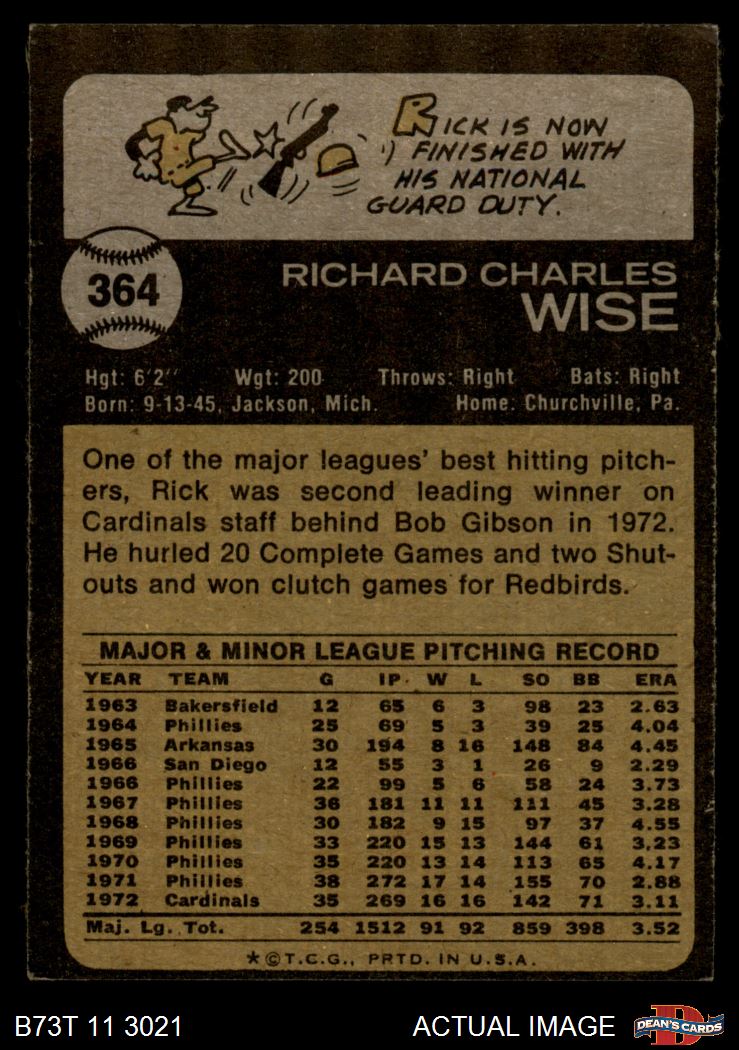 RICK IS NOW
FINISHED WITH
HIS NATIONAL
GUARD DUTY.
364
RICHARD CHARLES
WISE
Hgt: 6'2" Wgt: 200 Throws: Right Bats: Right
Born: 9-13-45, Jackson, Mich. Home: Churchville, Pa.
One of the major leagues' best hitting pitch-
ers, Rick was second leading winner on
Cardinals staff behind Bob Gibson in 1972.
He hurled 20 Complete Games and two Shut-
outs and won clutch games for Redbirds.
MAJOR & MINOR LEAGUE PITCHING RECORD
YEAR TEAM G IP W L SO BB ERA
1963 Bakersfield 12 65 6 3 98 23 2.63
1964 Phillies 25 69 5 3 39 25 4.04
1965 Arkansas 30 194 8 16 148 84 4.45
1966 San Diego 12 55 3 1 26 9 2.29
1966 Phillies 22 99 5 6 58 24 3.73
1967 Phillies 36 181 11 11 111 45 3.28
1968 Phillies 30 182 9 15 97 37 4.55
1969 Phillies 33 220 15 13 144 61 3.23
1970 Phillies 35 220 13 14 113 65 4.17
1971 Phillies 38 272 17 14 155 70 2.88
1972 Cardinals 35 269 16 16 142 71 3.11
Maj. Lg. Tot. 254 1512 91 92 859 398 3.52
*©T.C.G., PRTD. IN U.S.A.
B73T 11 3021 ACTUAL IMAGE D DEAN'S CARDS